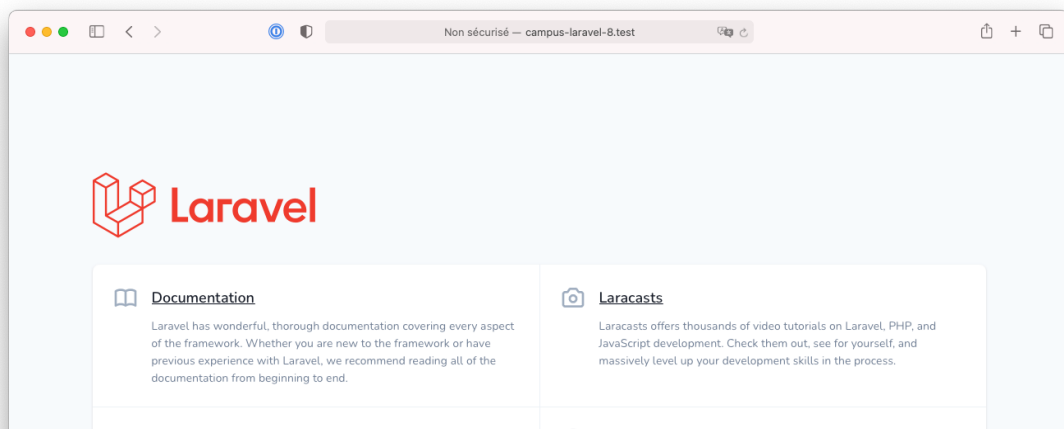 Non sécurisé — campus-laravel-8.test
Laravel
Documentation
Laravel has wonderful, thorough documentation covering every aspect
of the framework. Whether you are new to the framework or have
previous experience with Laravel, we recommend reading all of the
documentation from beginning to end.
Laracasts
Laracasts offers thousands of video tutorials on Laravel, PHP, and
JavaScript development. Check them out, see for yourself, and
massively level up your development skills in the process.